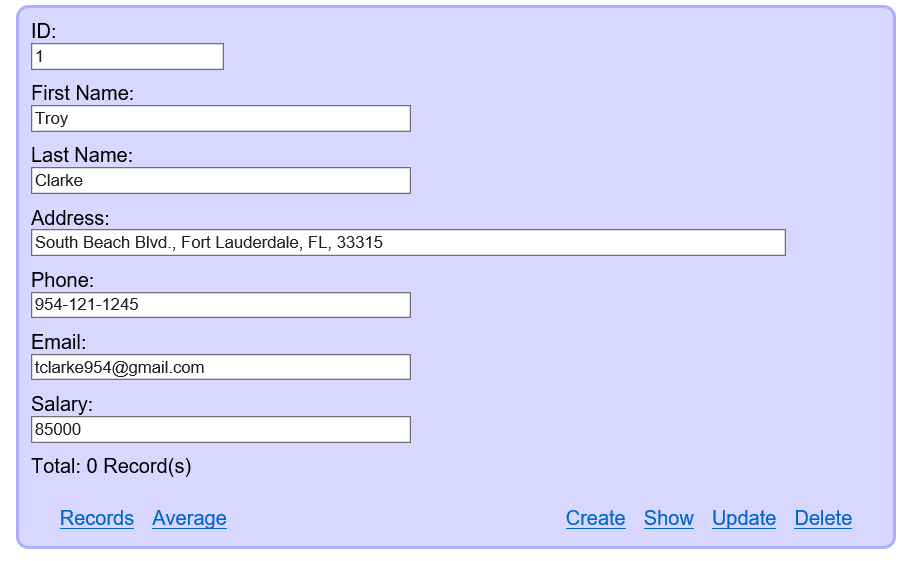 ID:
1
First Name:
Troy
Last Name:
Clarke
Address:
South Beach Blvd., Fort Lauderdale, FL, 33315
Phone:
954-121-1245
Email:
tclarke954@gmail.com
Salary:
85000
Total: 0 Record(s)
Records Average Create Show Update Delete